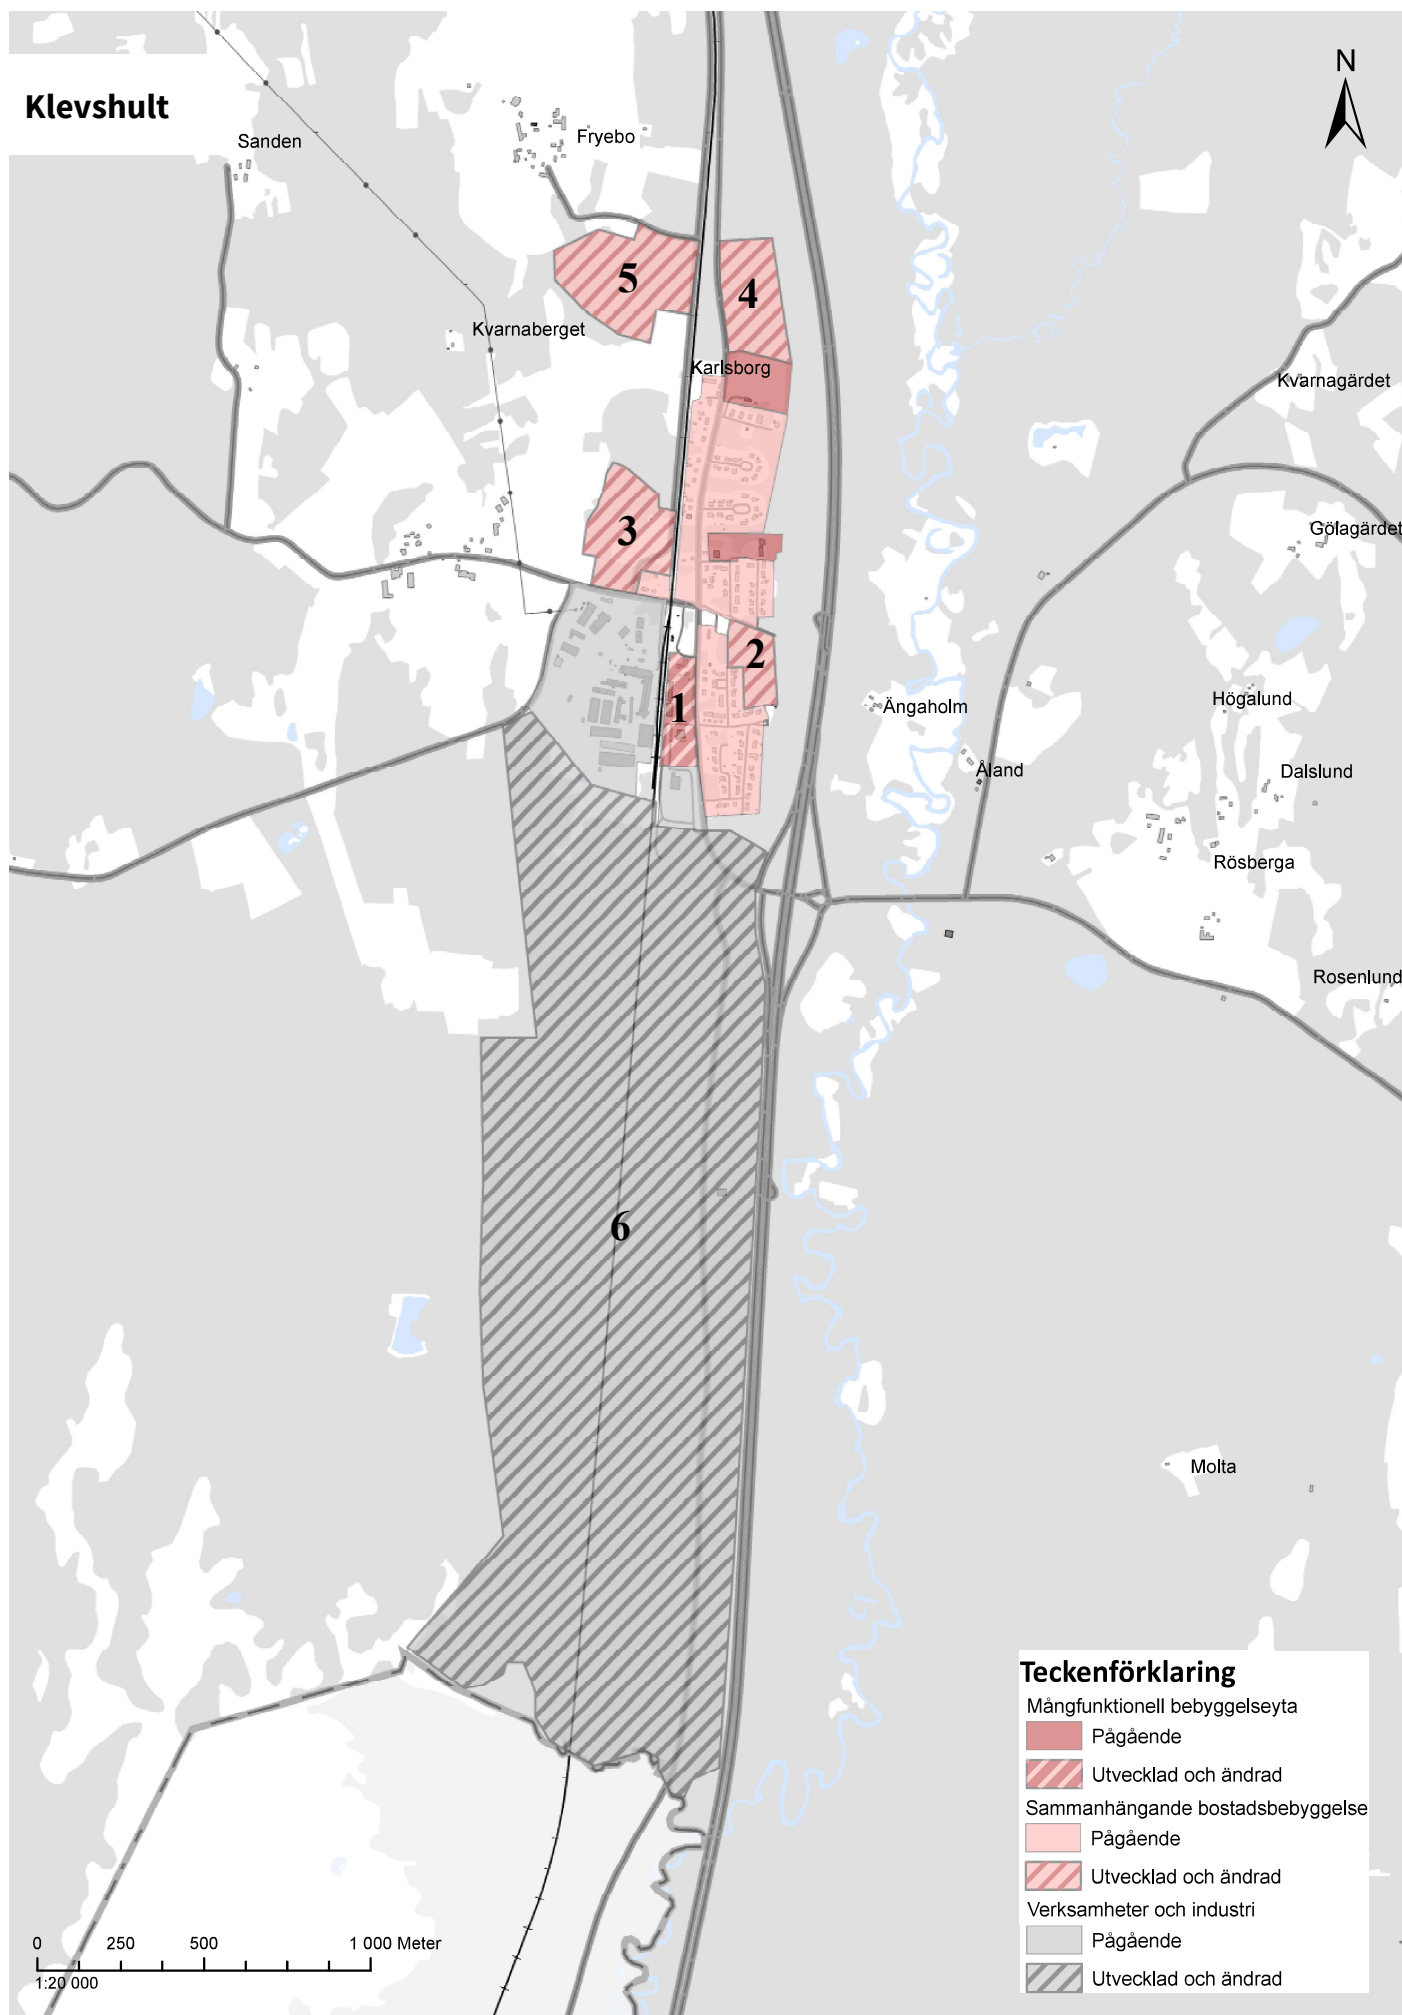 N
Klevshult
Sanden
Fryebo
5
4
Kvarnaberget
Karlsborg
Kvarnagärdet
3
Gölagärdet
2
1
Ängaholm
Högalund
Åland
Dalslund
Rösberga
Rosenlund
6
Molta
Teckenförklaring
Mångfunktionell bebyggelseyta
Pågående
Utvecklad och ändrad
Sammanhängande bostadsbebyggelse
Pågående
Utvecklad och ändrad
Verksamheter och industri
Pågående
Utvecklad och ändrad
0 250 500 1 000 Meter
1:20 000